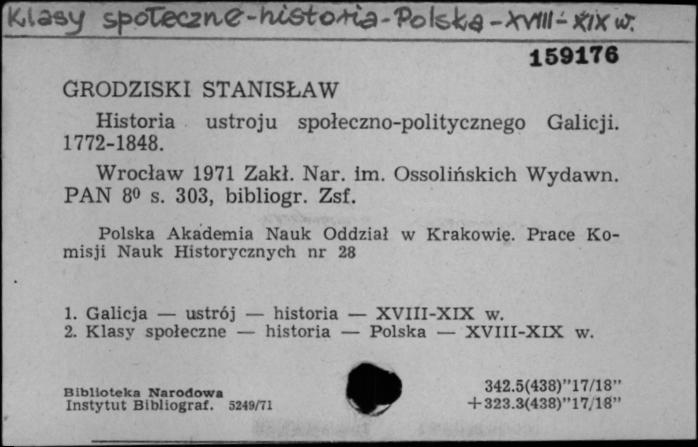 Klasy społeczne-historia-Polska-XVIII-XIX w.
159176
GRODZISKI STANISŁAW
Historia ustroju społeczno-politycznego Galicji.
1772-1848.
Wrocław 1971 Zakł. Nar. im. Ossolińskich Wydawn.
PAN 8⁰ s. 303, bibliogr. Zsf.
Polska Akademia Nauk Oddział w Krakowie. Prace Ko-
misji Nauk Historycznych nr 28
1. Galicja — ustrój — historia — XVIII-XIX w.
2. Klasy społeczne — historia — Polska — XVIII-XIX w.
Biblioteka Narodowa
Instytut Bibliograf. 5249/71
342.5(438)"17/18"
+323.3(438)"17/18"